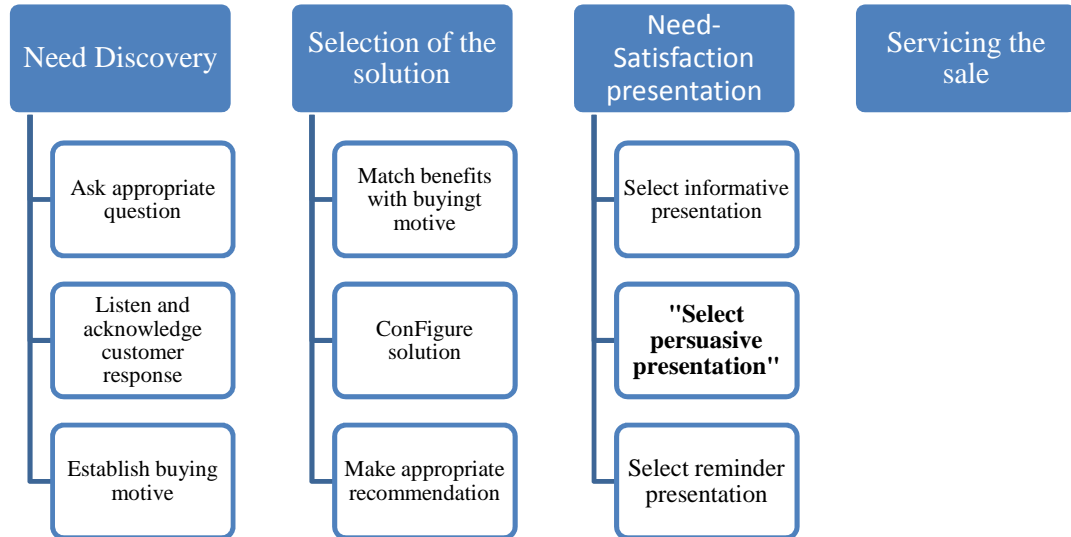 Need Discovery
Ask appropriate
question
Listen and
acknowledge
customer
response
Establish buying
motive
Selection of the
solution
Match benefits
with buyingt
motive
ConFigure
solution
Make appropriate
recommendation
Need-
Satisfaction
presentation
Select informative
presentation
"Select
persuasive
presentation"
Select reminder
presentation
Servicing the
sale